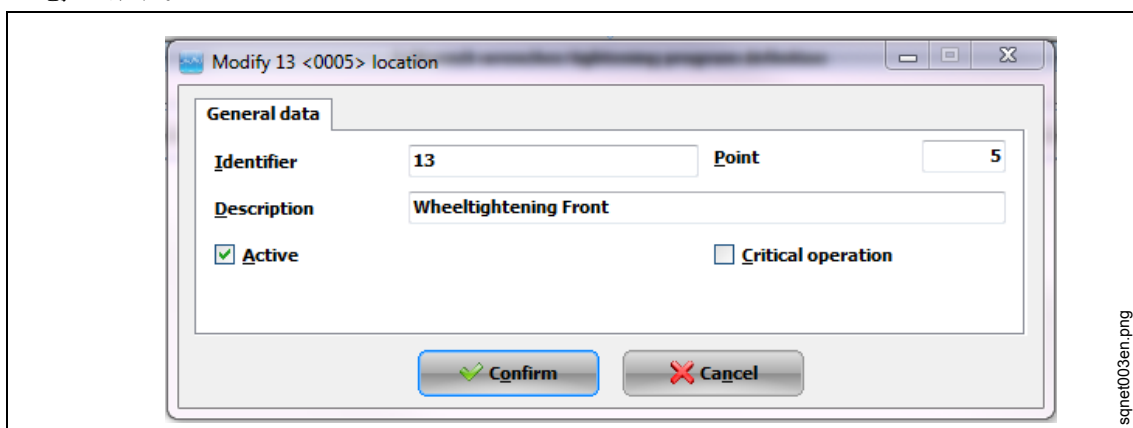 Modify 13 <0005> location
General data
Identifier 13 Point 5
Description Wheeltightening Front
Active Critical operation
Confirm Cancel
sqnet003en.png